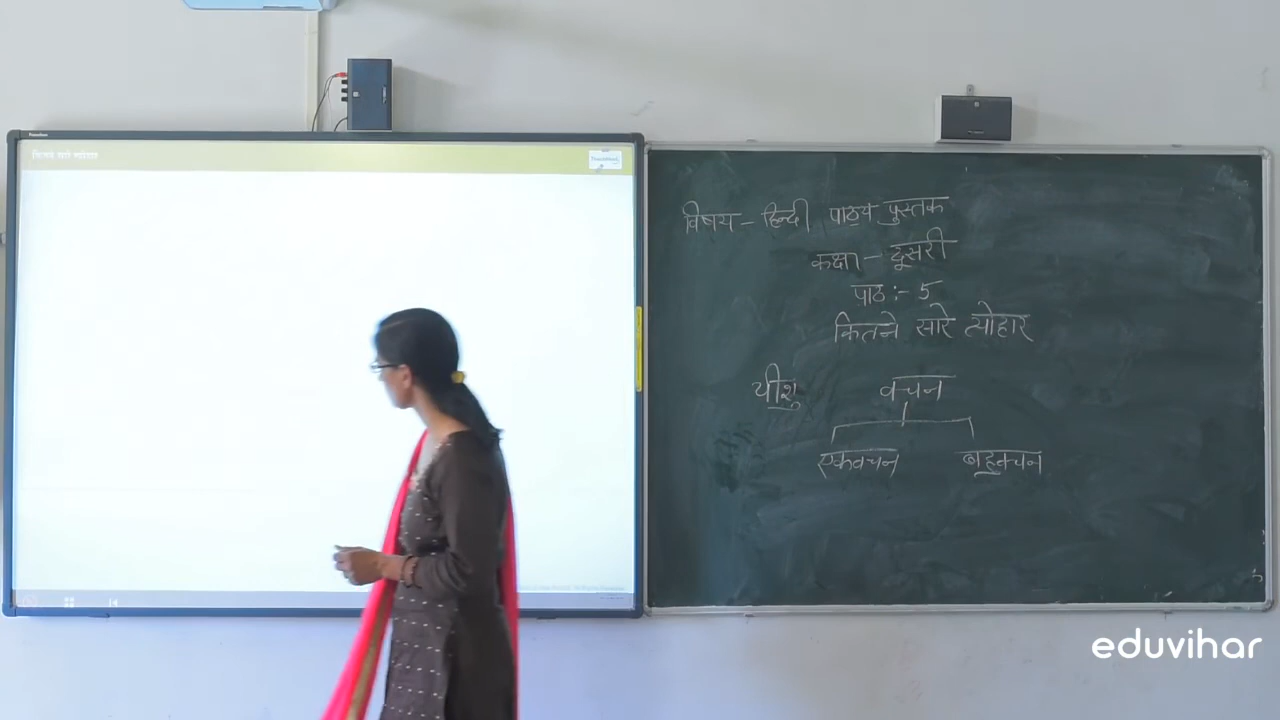 विषय - हिन्दी पाठ्य पुस्तक
कक्षा - दूसरी
पाठ :- 5
कितने सारे त्योहार
यीशु वचन
एकवचन बहुवचन
eduvihar